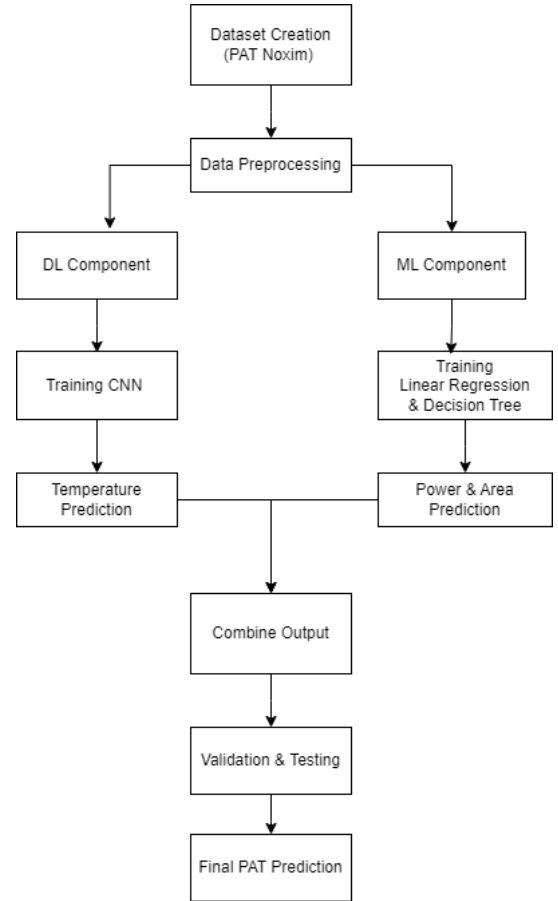 Dataset Creation
(PAT Noxim)
Data Preprocessing
DL Component
ML Component
Training CNN
Training
Linear Regression
& Decision Tree
Temperature
Prediction
Power & Area
Prediction
Combine Output
Validation & Testing
Final PAT Prediction